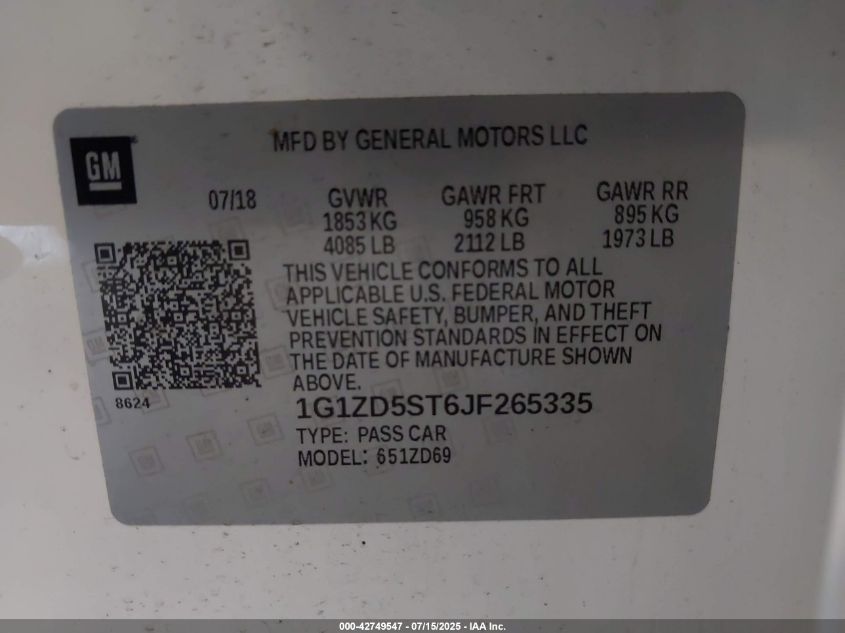 GM
MFD BY GENERAL MOTORS LLC
07/18
GVWR
1853 KG
4085 LB
GAWR FRT
958 KG
2112 LB
GAWR RR
895 KG
1973 LB
THIS VEHICLE CONFORMS TO ALL
APPLICABLE U.S. FEDERAL MOTOR
VEHICLE SAFETY, BUMPER, AND THEFT
PREVENTION STANDARDS IN EFFECT ON
THE DATE OF MANUFACTURE SHOWN
ABOVE.
8624
1G1ZD5ST6JF265335
TYPE: PASS CAR
MODEL: 651ZD69
000-42749547 - 07/15/2025 - IAA Inc.